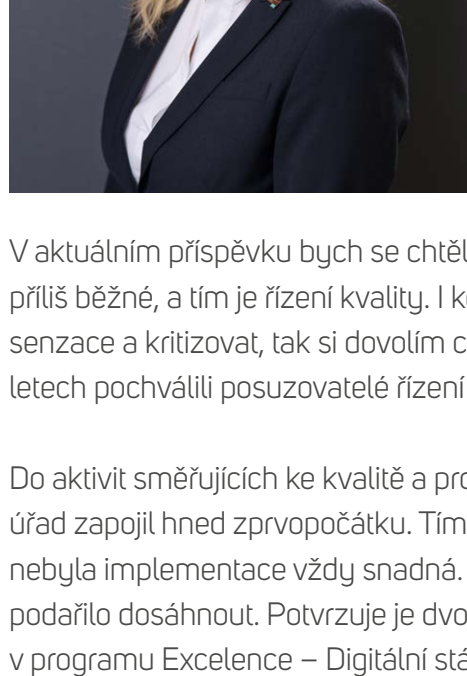 V aktuálním příspěvku bych se chtěl
příliš běžné, a tím je řízení kvality. I k
senzace a kritizovat, tak si dovolím c
letech pochválili posuzovatelé řízení
Do aktivit směřujících ke kvalitě a pro
úřad zapojil hned zprvopočátku. Tím
nebyla implementace vždy snadná.
podařilo dosáhnout. Potvrzuje je dvo
v programu Excelence – Digitální stá